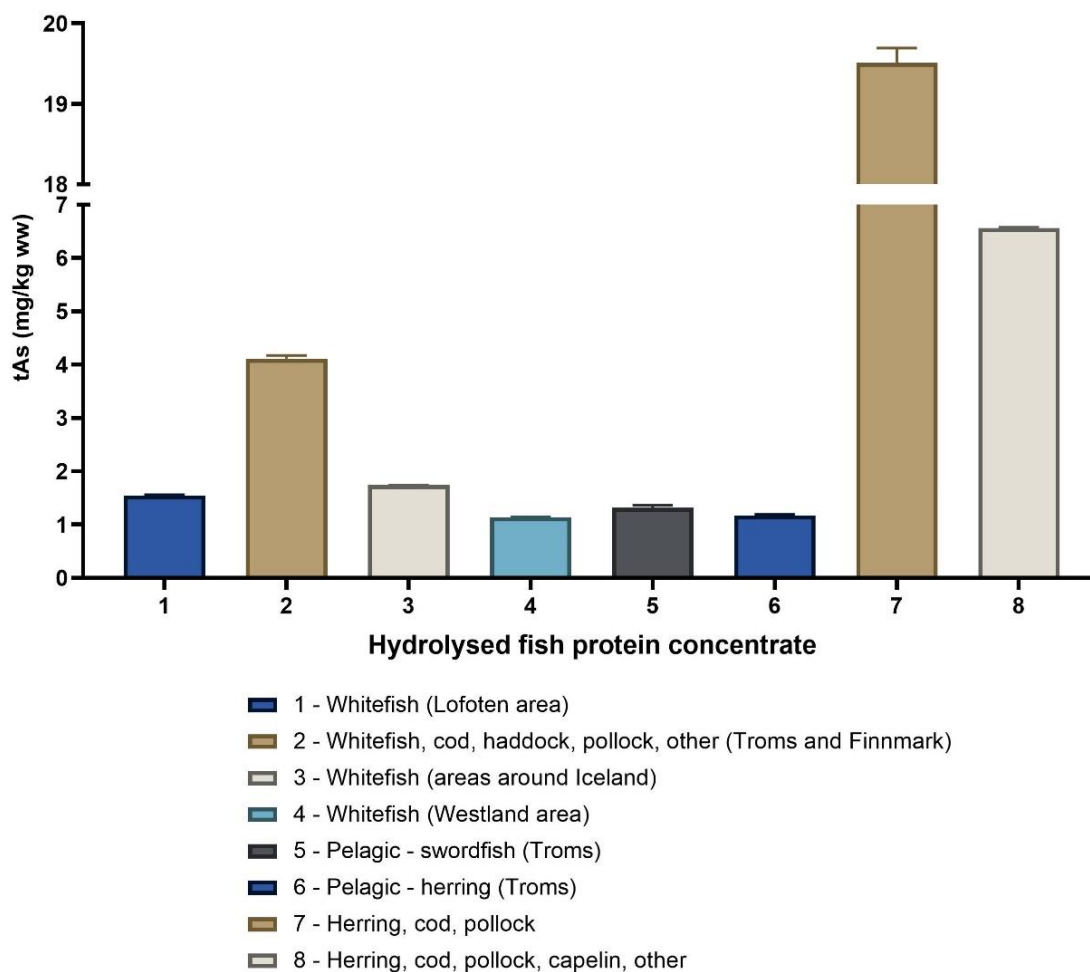 20
19
18
7
6
5
4
3
2
1
0
tAs (mg/kg ww)
1 2 3 4 5 6 7 8
Hydrolysed fish protein concentrate
1 - Whitefish (Lofoten area)
2 - Whitefish, cod, haddock, pollock, other (Troms and Finnmark)
3 - Whitefish (areas around Iceland)
4 - Whitefish (Westland area)
5 - Pelagic - swordfish (Troms)
6 - Pelagic - herring (Troms)
7 - Herring, cod, pollock
8 - Herring, cod, pollock, capelin, other